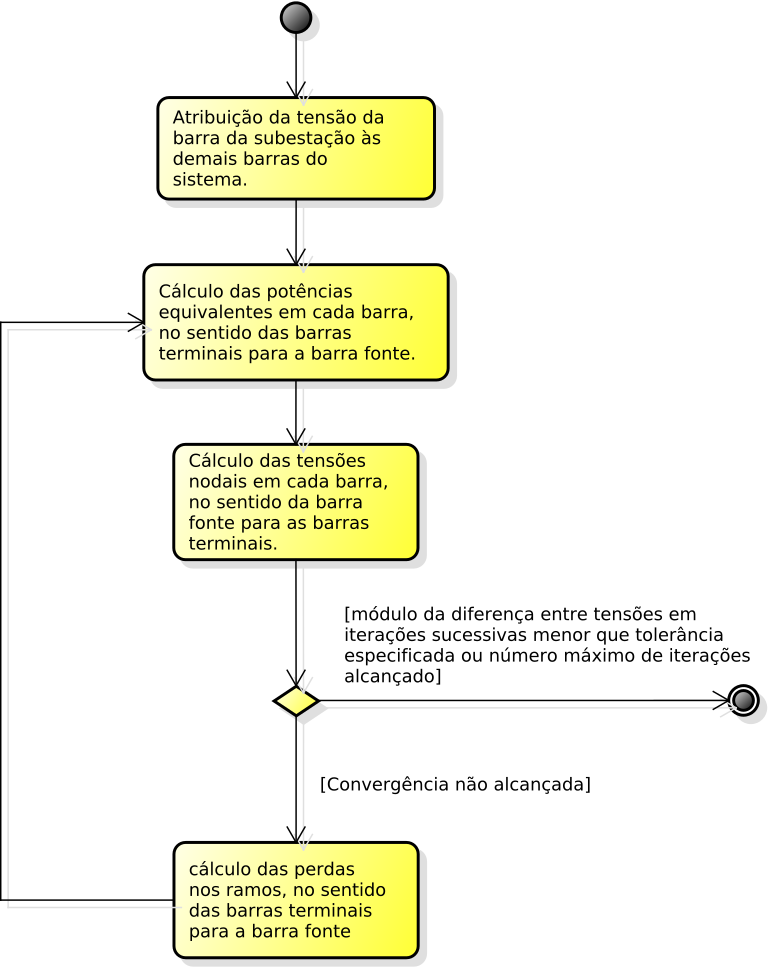 Atribuição da tensão da
barra da subestação às
demais barras do
sistema.
Cálculo das potências
equivalentes em cada barra,
no sentido das barras
terminais para a barra fonte.
Cálculo das tensões
nodais em cada barra,
no sentido da barra
fonte para as barras
terminais.
[módulo da diferença entre tensões em
iterações sucessivas menor que tolerância
especificada ou número máximo de iterações
alcançado]
[Convergência não alcançada]
cálculo das perdas
nos ramos, no sentido
das barras terminais
para a barra fonte